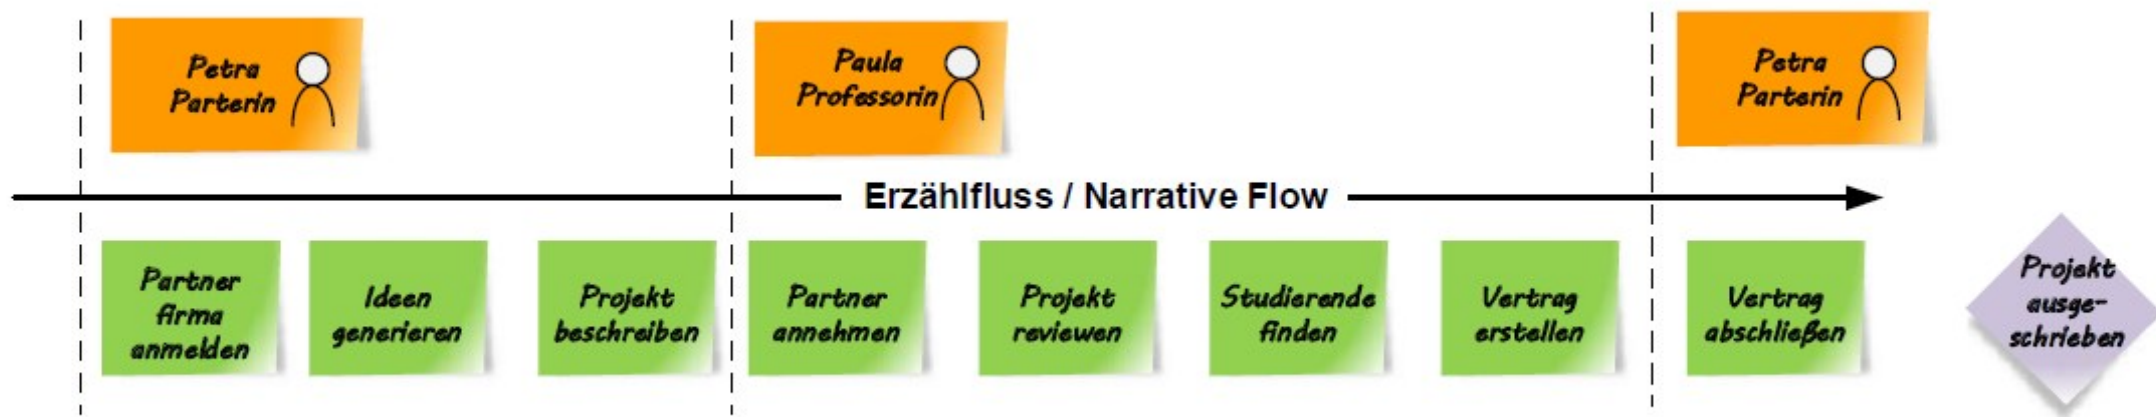 Petra
Parterin
Paula
Professorin
Petra
Parterin
Erzählfluss / Narrative Flow
Partner
firma
anmelden
Ideen
generieren
Projekt
beschreiben
Partner
annehmen
Projekt
reviewen
Studierende
finden
Vertrag
erstellen
Vertrag
abschließen
Projekt
ausge-
schrieben